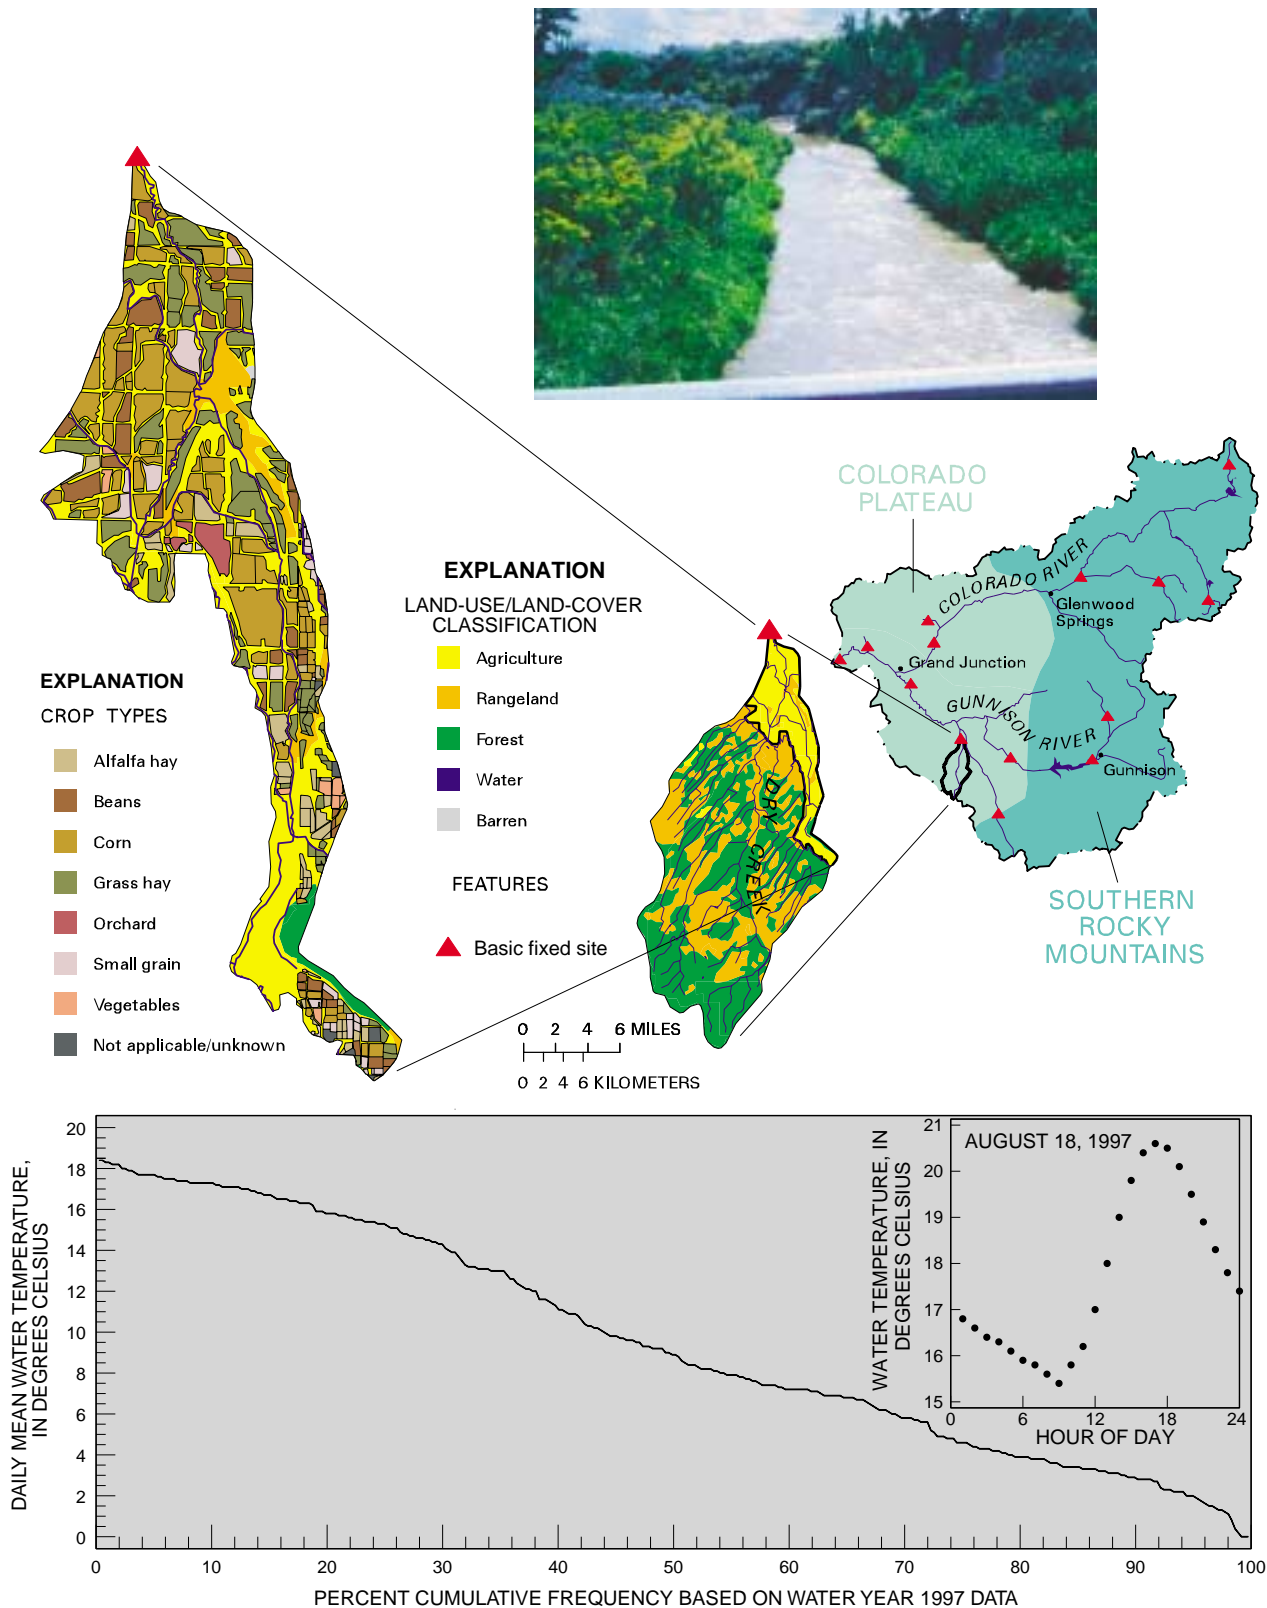 COLORADO
PLATEAU
COLORADO RIVER
Glenwood
Springs
Grand Junction
GUNNISON RIVER
Gunnison
SOUTHERN
ROCKY
MOUNTAINS
EXPLANATION
LAND-USE/LAND-COVER
CLASSIFICATION
Agriculture
Rangeland
Forest
Water
Barren
FEATURES
Basic fixed site
DRY CREEK
0 2 4 6 MILES
0 2 4 6 KILOMETERS
EXPLANATION
CROP TYPES
Alfalfa hay
Beans
Corn
Grass hay
Orchard
Small grain
Vegetables
Not applicable/unknown
DAILY MEAN WATER TEMPERATURE,
IN DEGREES CELSIUS
20
18
16
14
12
10
8
6
4
2
0
0 10 20 30 40 50 60 70 80 90 100
PERCENT CUMULATIVE FREQUENCY BASED ON WATER YEAR 1997 DATA
AUGUST 18, 1997
WATER TEMPERATURE, IN
DEGREES CELSIUS
21
20
19
18
17
16
15
0 6 12 18 24
HOUR OF DAY